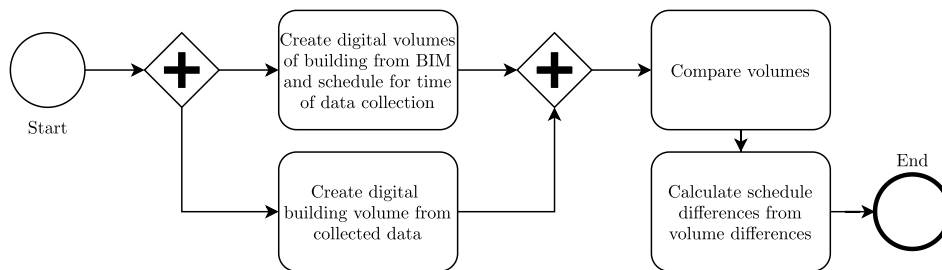 Start
Create digital volumes
of building from BIM
and schedule for time
of data collection
Create digital
building volume from
collected data
Compare volumes
Calculate schedule
differences from
volume differences
End